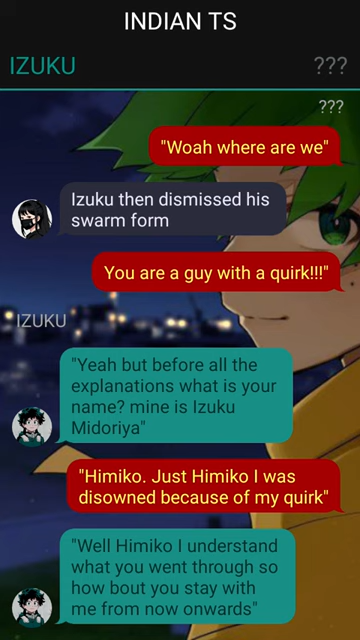 INDIAN TS
IZUKU
???
???
"Woah where are we"
Izuku then dismissed his
swarm form
You are a guy with a quirk!!!"
IZUKU
"Yeah but before all the
explanations what is your
name? mine is Izuku
Midoriya"
"Himiko. Just Himiko I was
disowned because of my quirk"
"Well Himiko I understand
what you went through so
how bout you stay with
me from now onwards"